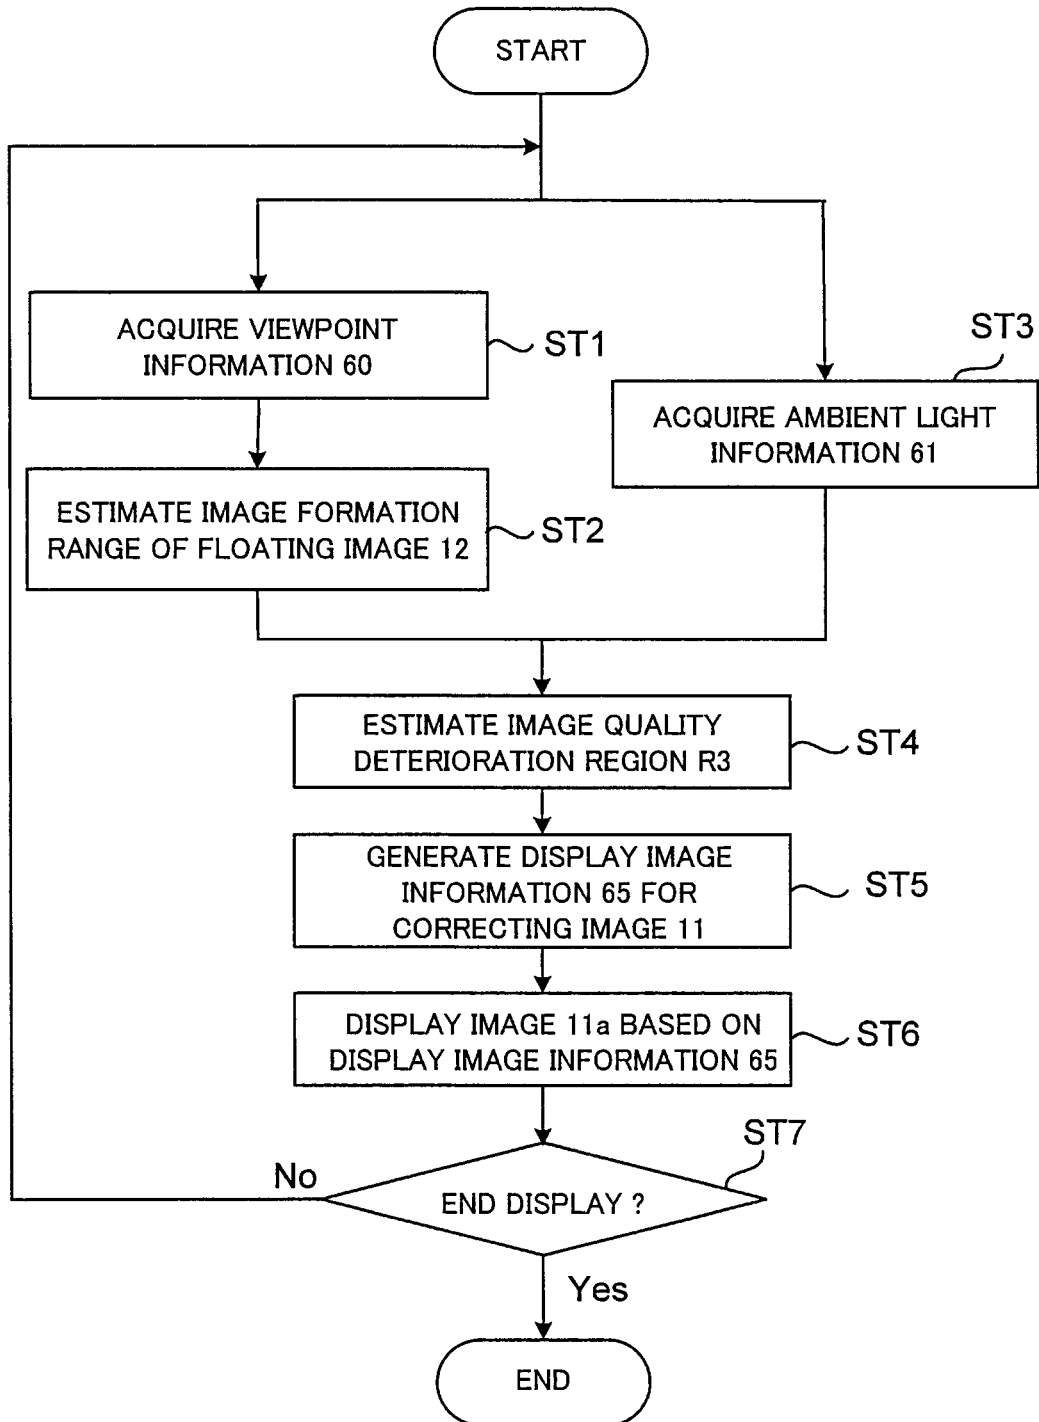 START
ACQUIRE VIEWPOINT
INFORMATION 60
ST1
ST3
ACQUIRE AMBIENT LIGHT
INFORMATION 61
ESTIMATE IMAGE FORMATION
RANGE OF FLOATING IMAGE 12
ST2
ESTIMATE IMAGE QUALITY
DETERIORATION REGION R3
ST4
GENERATE DISPLAY IMAGE
INFORMATION 65 FOR
CORRECTING IMAGE 11
ST5
DISPLAY IMAGE 11a BASED ON
DISPLAY IMAGE INFORMATION 65
ST6
ST7
No
END DISPLAY ?
Yes
END